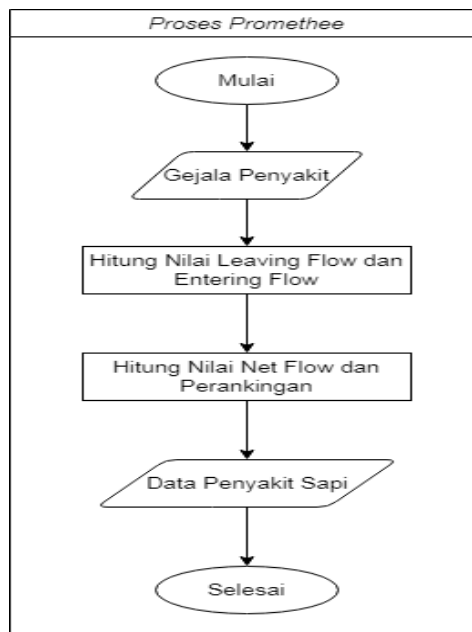 Proses Promethee
Mulai
Gejala Penyakit
Hitung Nilai Leaving Flow dan
Entering Flow
Hitung Nilai Net Flow dan
Perankingan
Data Penyakit Sapi
Selesai